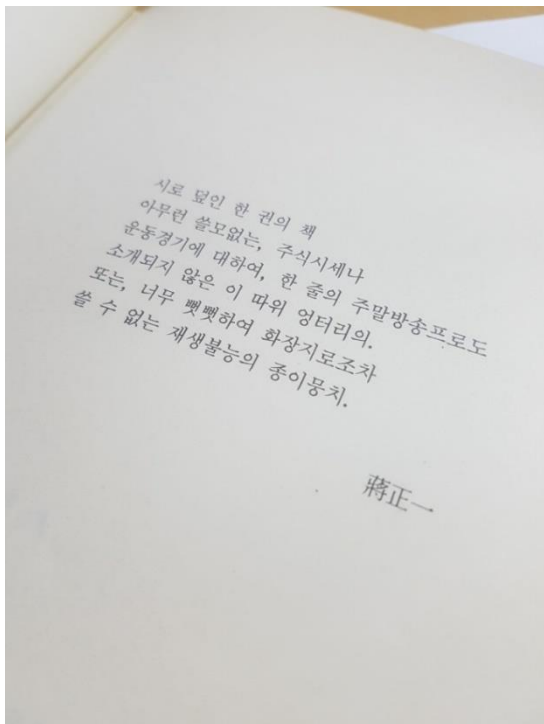 시로 덮인 한 권의 책
아무런 쓸모없는, 주식시세나
운동경기에 대하여, 한 줄의 주말방송프로도
소개되지 않은 이 따위 엉터리의.
또는, 너무 뻣뻣하여 화장지로조차
쓸 수 없는 재생불능의 종이뭉치.
蔣正一